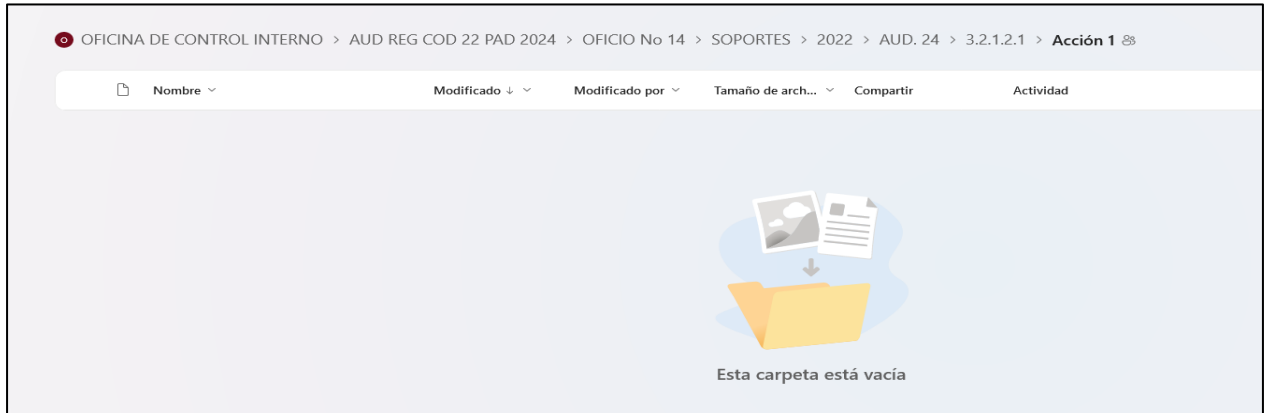 O OFICINA DE CONTROL INTERNO > AUD REG COD 22 PAD 2024 > OFICIO No 14 > SOPORTES > 2022 > AUD. 24 > 3.2.1.2.1 > Acción 1
Nombre Modificado ↓ Modificado por Tamaño de arch... Compartir Actividad
Esta carpeta está vacía